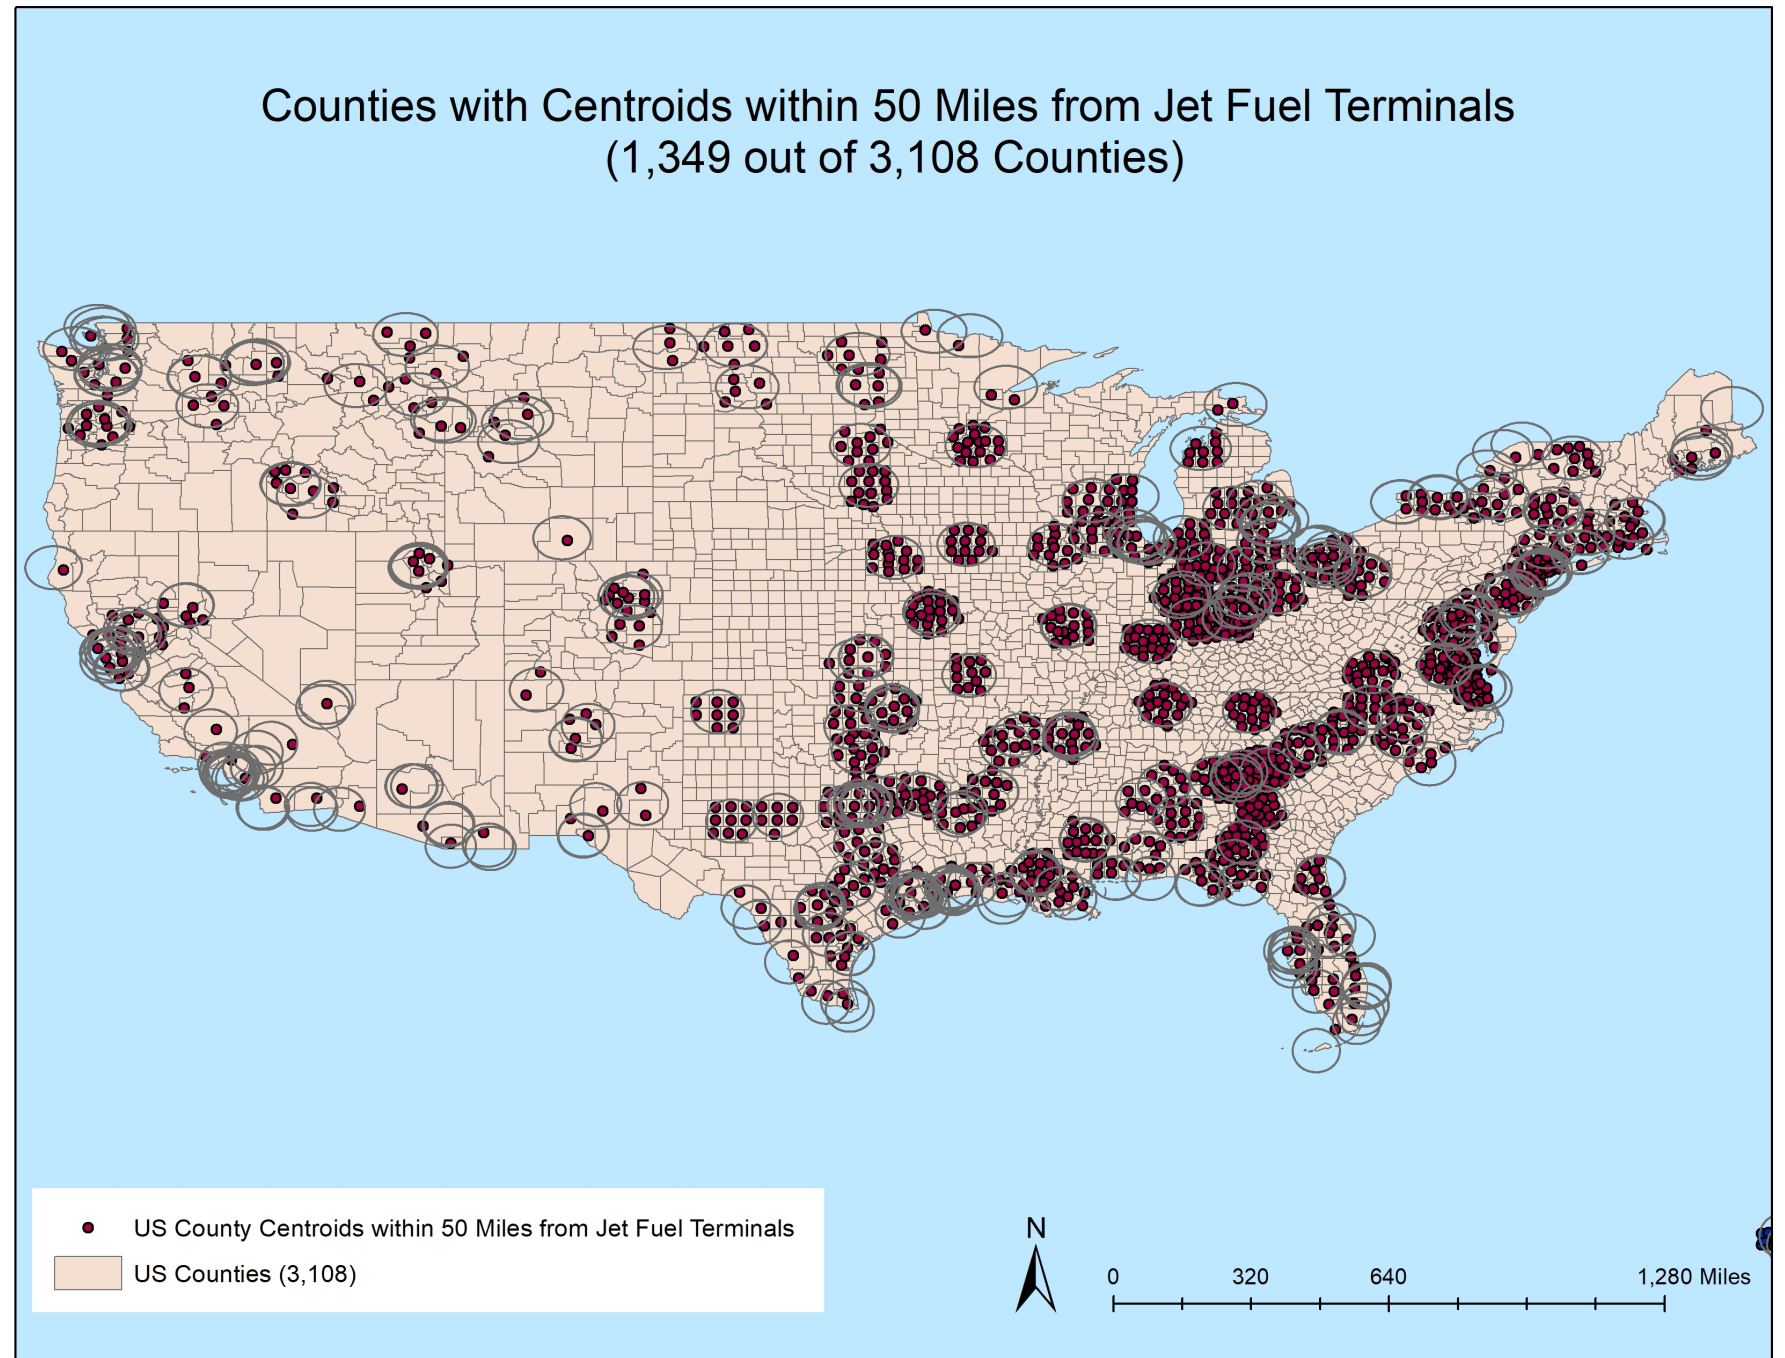 Counties with Centroids within 50 Miles from Jet Fuel Terminals
(1,349 out of 3,108 Counties)
US County Centroids within 50 Miles from Jet Fuel Terminals
US Counties (3,108)
N
0 320 640 1,280 Miles